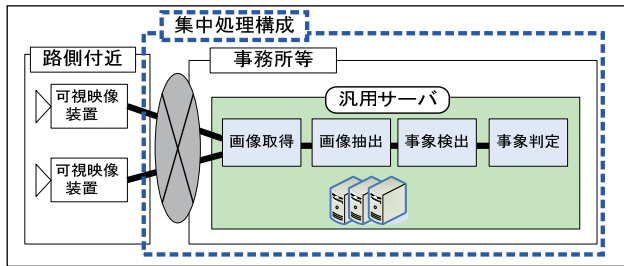 集中処理構成
路側付近
事務所等
可視映像
装置
可視映像
装置
汎用サーバ
画像取得
画像抽出
事象検出
事象判定